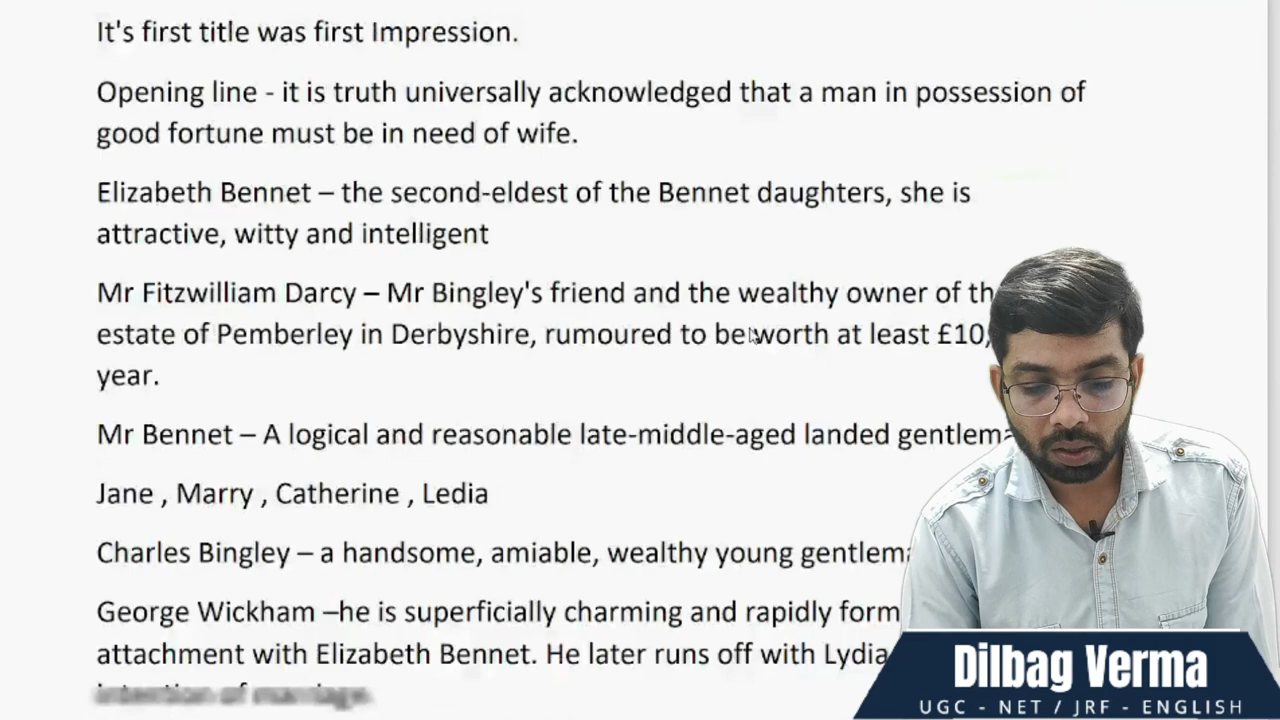 It's first title was first Impression.
Opening line - it is truth universally acknowledged that a man in possession of
good fortune must be in need of wife.
Elizabeth Bennet – the second-eldest of the Bennet daughters, she is
attractive, witty and intelligent
Mr Fitzwilliam Darcy – Mr Bingley's friend and the wealthy owner of th
estate of Pemberley in Derbyshire, rumoured to be worth at least £10,
year.
Mr Bennet – A logical and reasonable late-middle-aged landed gentlema
Jane , Marry , Catherine , Ledia
Charles Bingley – a handsome, amiable, wealthy young gentlema
George Wickham –he is superficially charming and rapidly form
attachment with Elizabeth Bennet. He later runs off with Lydia
intention of marriage.
Dilbag Verma
UGC - NET / JRF - ENGLISH